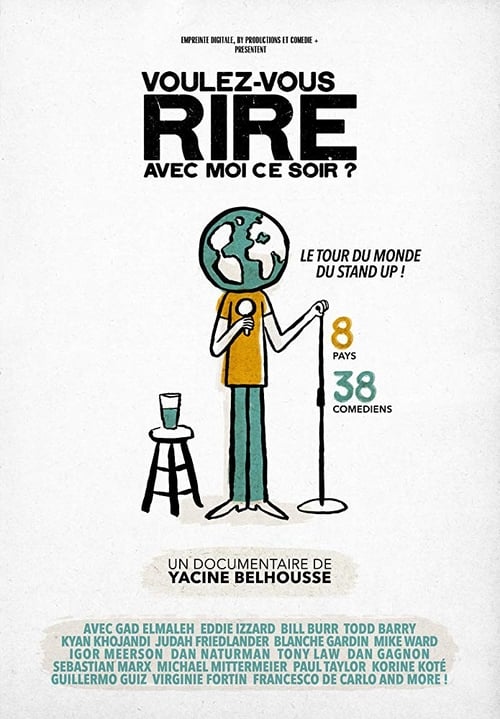 EMPREINTE DIGITALE, BY PRODUCTIONS ET COMEDIE +
PRESENTENT
VOULEZ-VOUS
RIRE
AVEC MOI CE SOIR ?
LE TOUR DU MONDE
DU STAND UP !
8
PAYS
38
COMEDIENS
UN DOCUMENTAIRE DE
YACINE BELHOUSSE
AVEC GAD ELMALEH EDDIE IZZARD BILL BURR TODD BARRY
KYAN KHOJANDI JUDAH FRIEDLANDER BLANCHE GARDIN MIKE WARD
IGOR MEERSON DAN NATURMAN TONY LAW DAN GAGNON
SEBASTIAN MARX MICHAEL MITTERMEIER PAUL TAYLOR KORINE KOTÉ
GUILLERMO GUIZ VIRGINIE FORTIN FRANCESCO DE CARLO AND MORE !